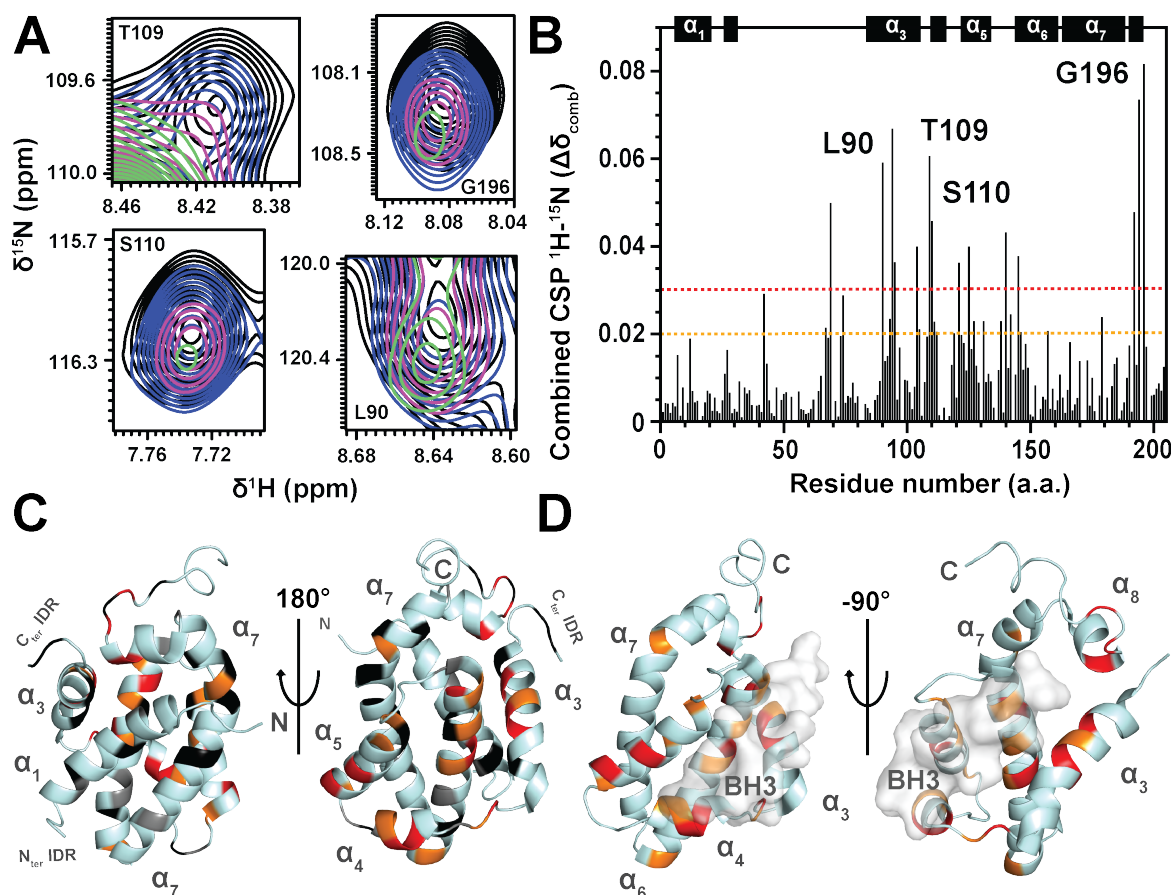 A
T109
109.6
110.0
8.46
8.42
8.38
108.1
108.5
G196
8.12
8.08
8.04
S110
115.7
116.3
7.76
7.72
120.0
120.4
L90
8.68
8.64
8.60
δ¹⁵N (ppm)
δ¹H (ppm)
B
α₁
α₃
α₅
α₆
α₇
0.08
0.06
0.04
0.02
0
G196
L90
T109
S110
Combined CSP ¹H-¹⁵N (Δδcomb)
0
50
100
150
200
Residue number (a.a.)
C
Cter IDR
α₇
α₃
N
α₁
Nter IDR
α₇
180°
C
α₇
N
Cter IDR
α₃
α₅
α₄
D
C
α₇
BH3
α₃
α₄
α₆
-90°
C
α₈
α₇
BH3
α₃